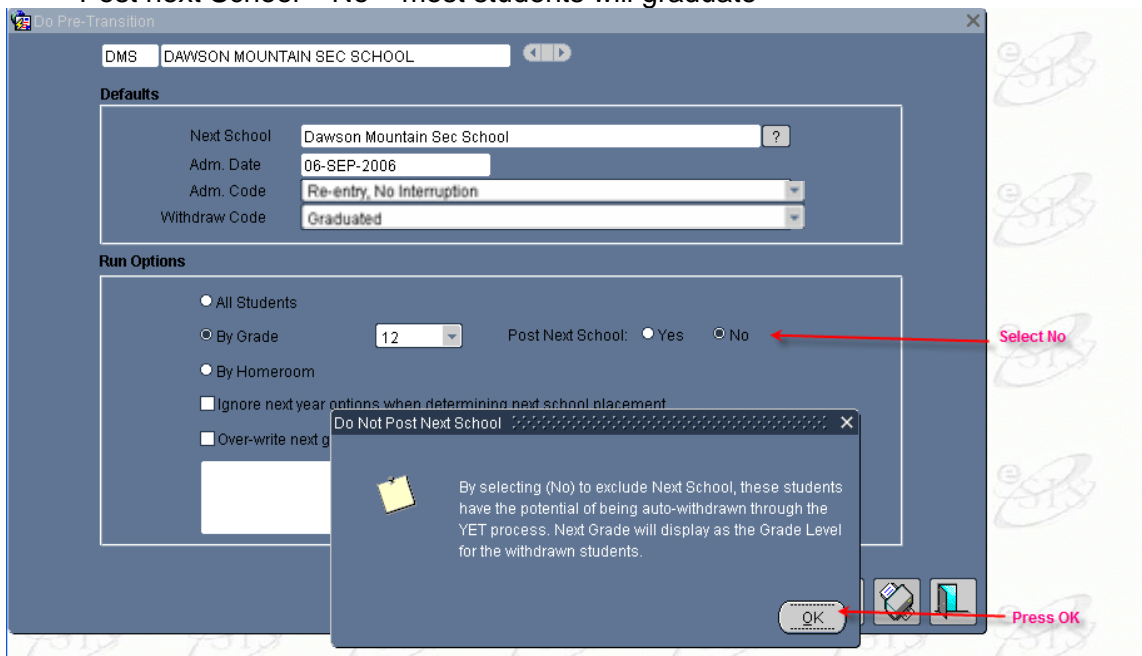 Post next School – No – most students will graduate
Do Pre-Transition
DMS DAWSON MOUNTAIN SEC SCHOOL
Defaults
Next School Dawson Mountain Sec School ?
Adm. Date 06-SEP-2006
Adm. Code Re-entry, No Interruption
Withdraw Code Graduated
Run Options
All Students
By Grade 12 Post Next School: Yes No Select No
By Homeroom
Ignore next year options when determining next school placement
Over-write next g
Do Not Post Next School
By selecting (No) to exclude Next School, these students
have the potential of being auto-withdrawn through the
YET process. Next Grade will display as the Grade Level
for the withdrawn students.
OK Press OK